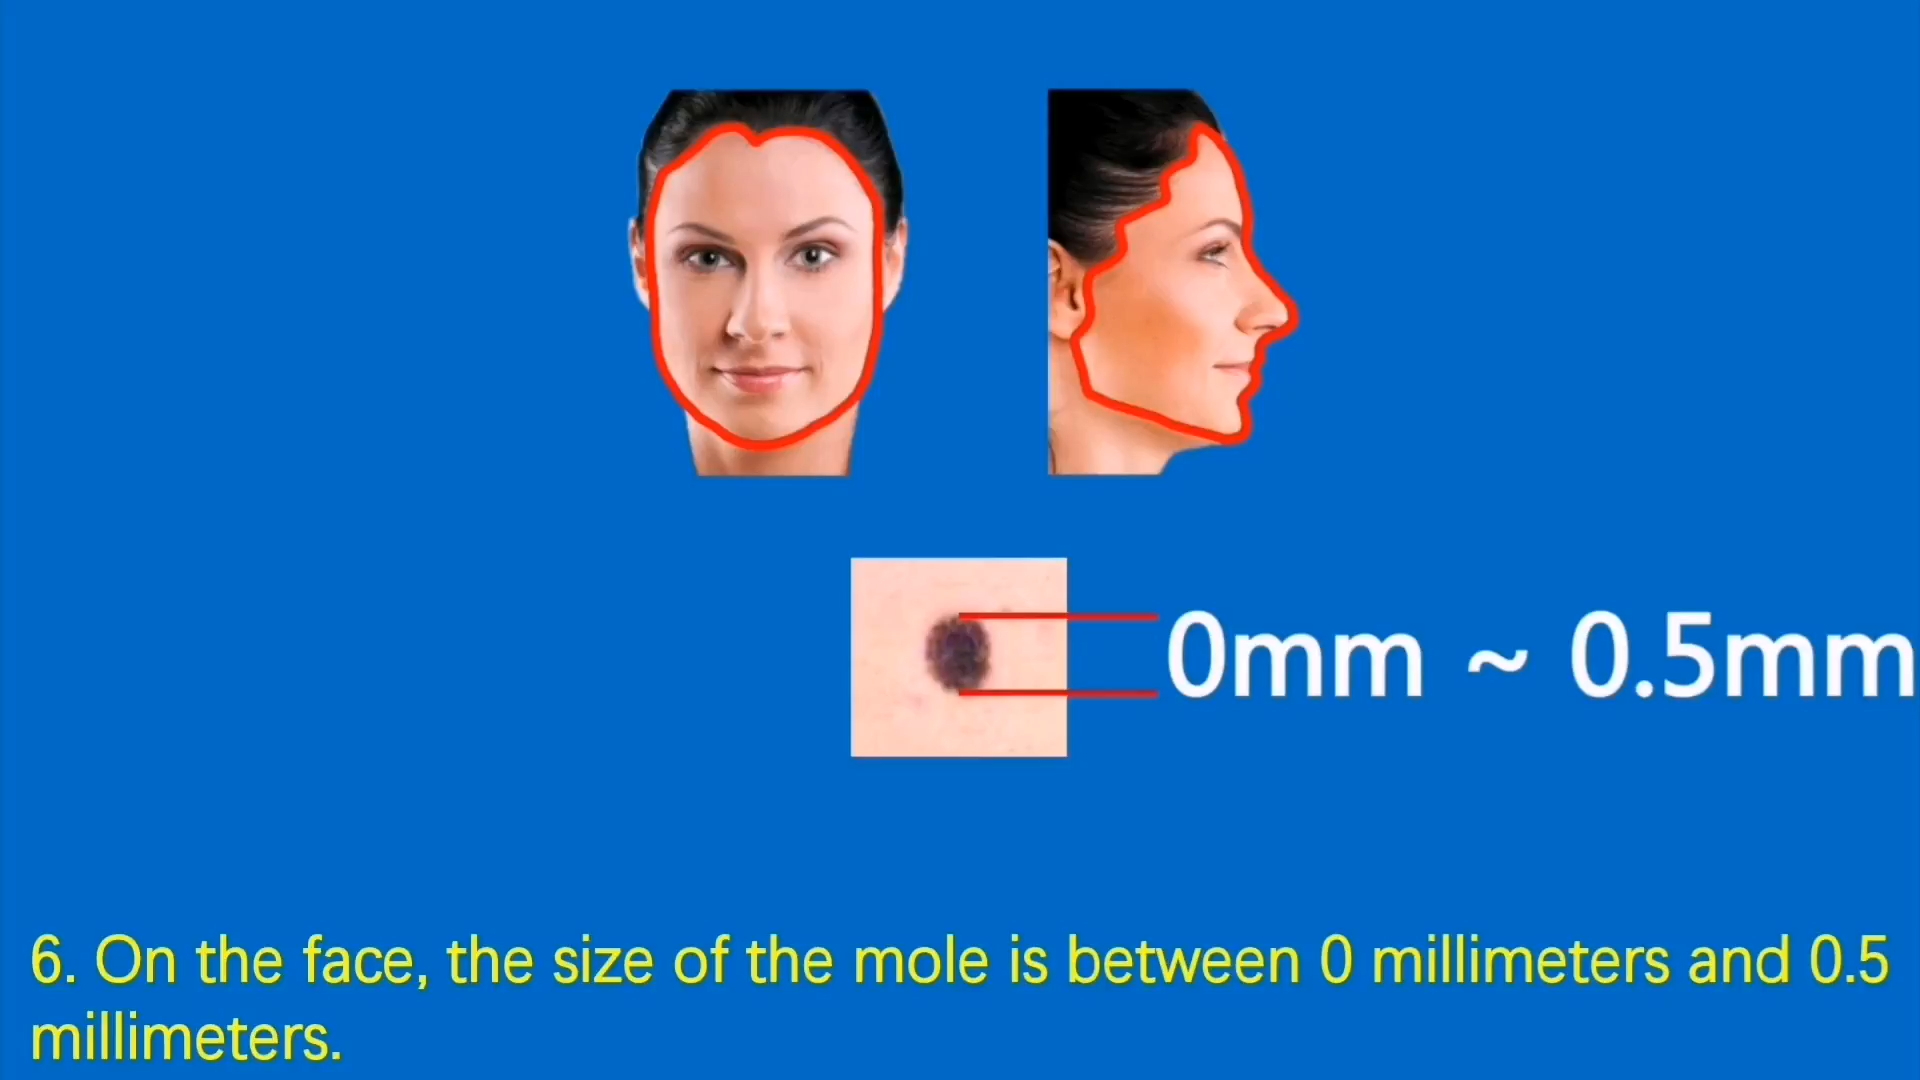 0mm ~ 0.5mm
6. On the face, the size of the mole is between 0 millimeters and 0.5
millimeters.